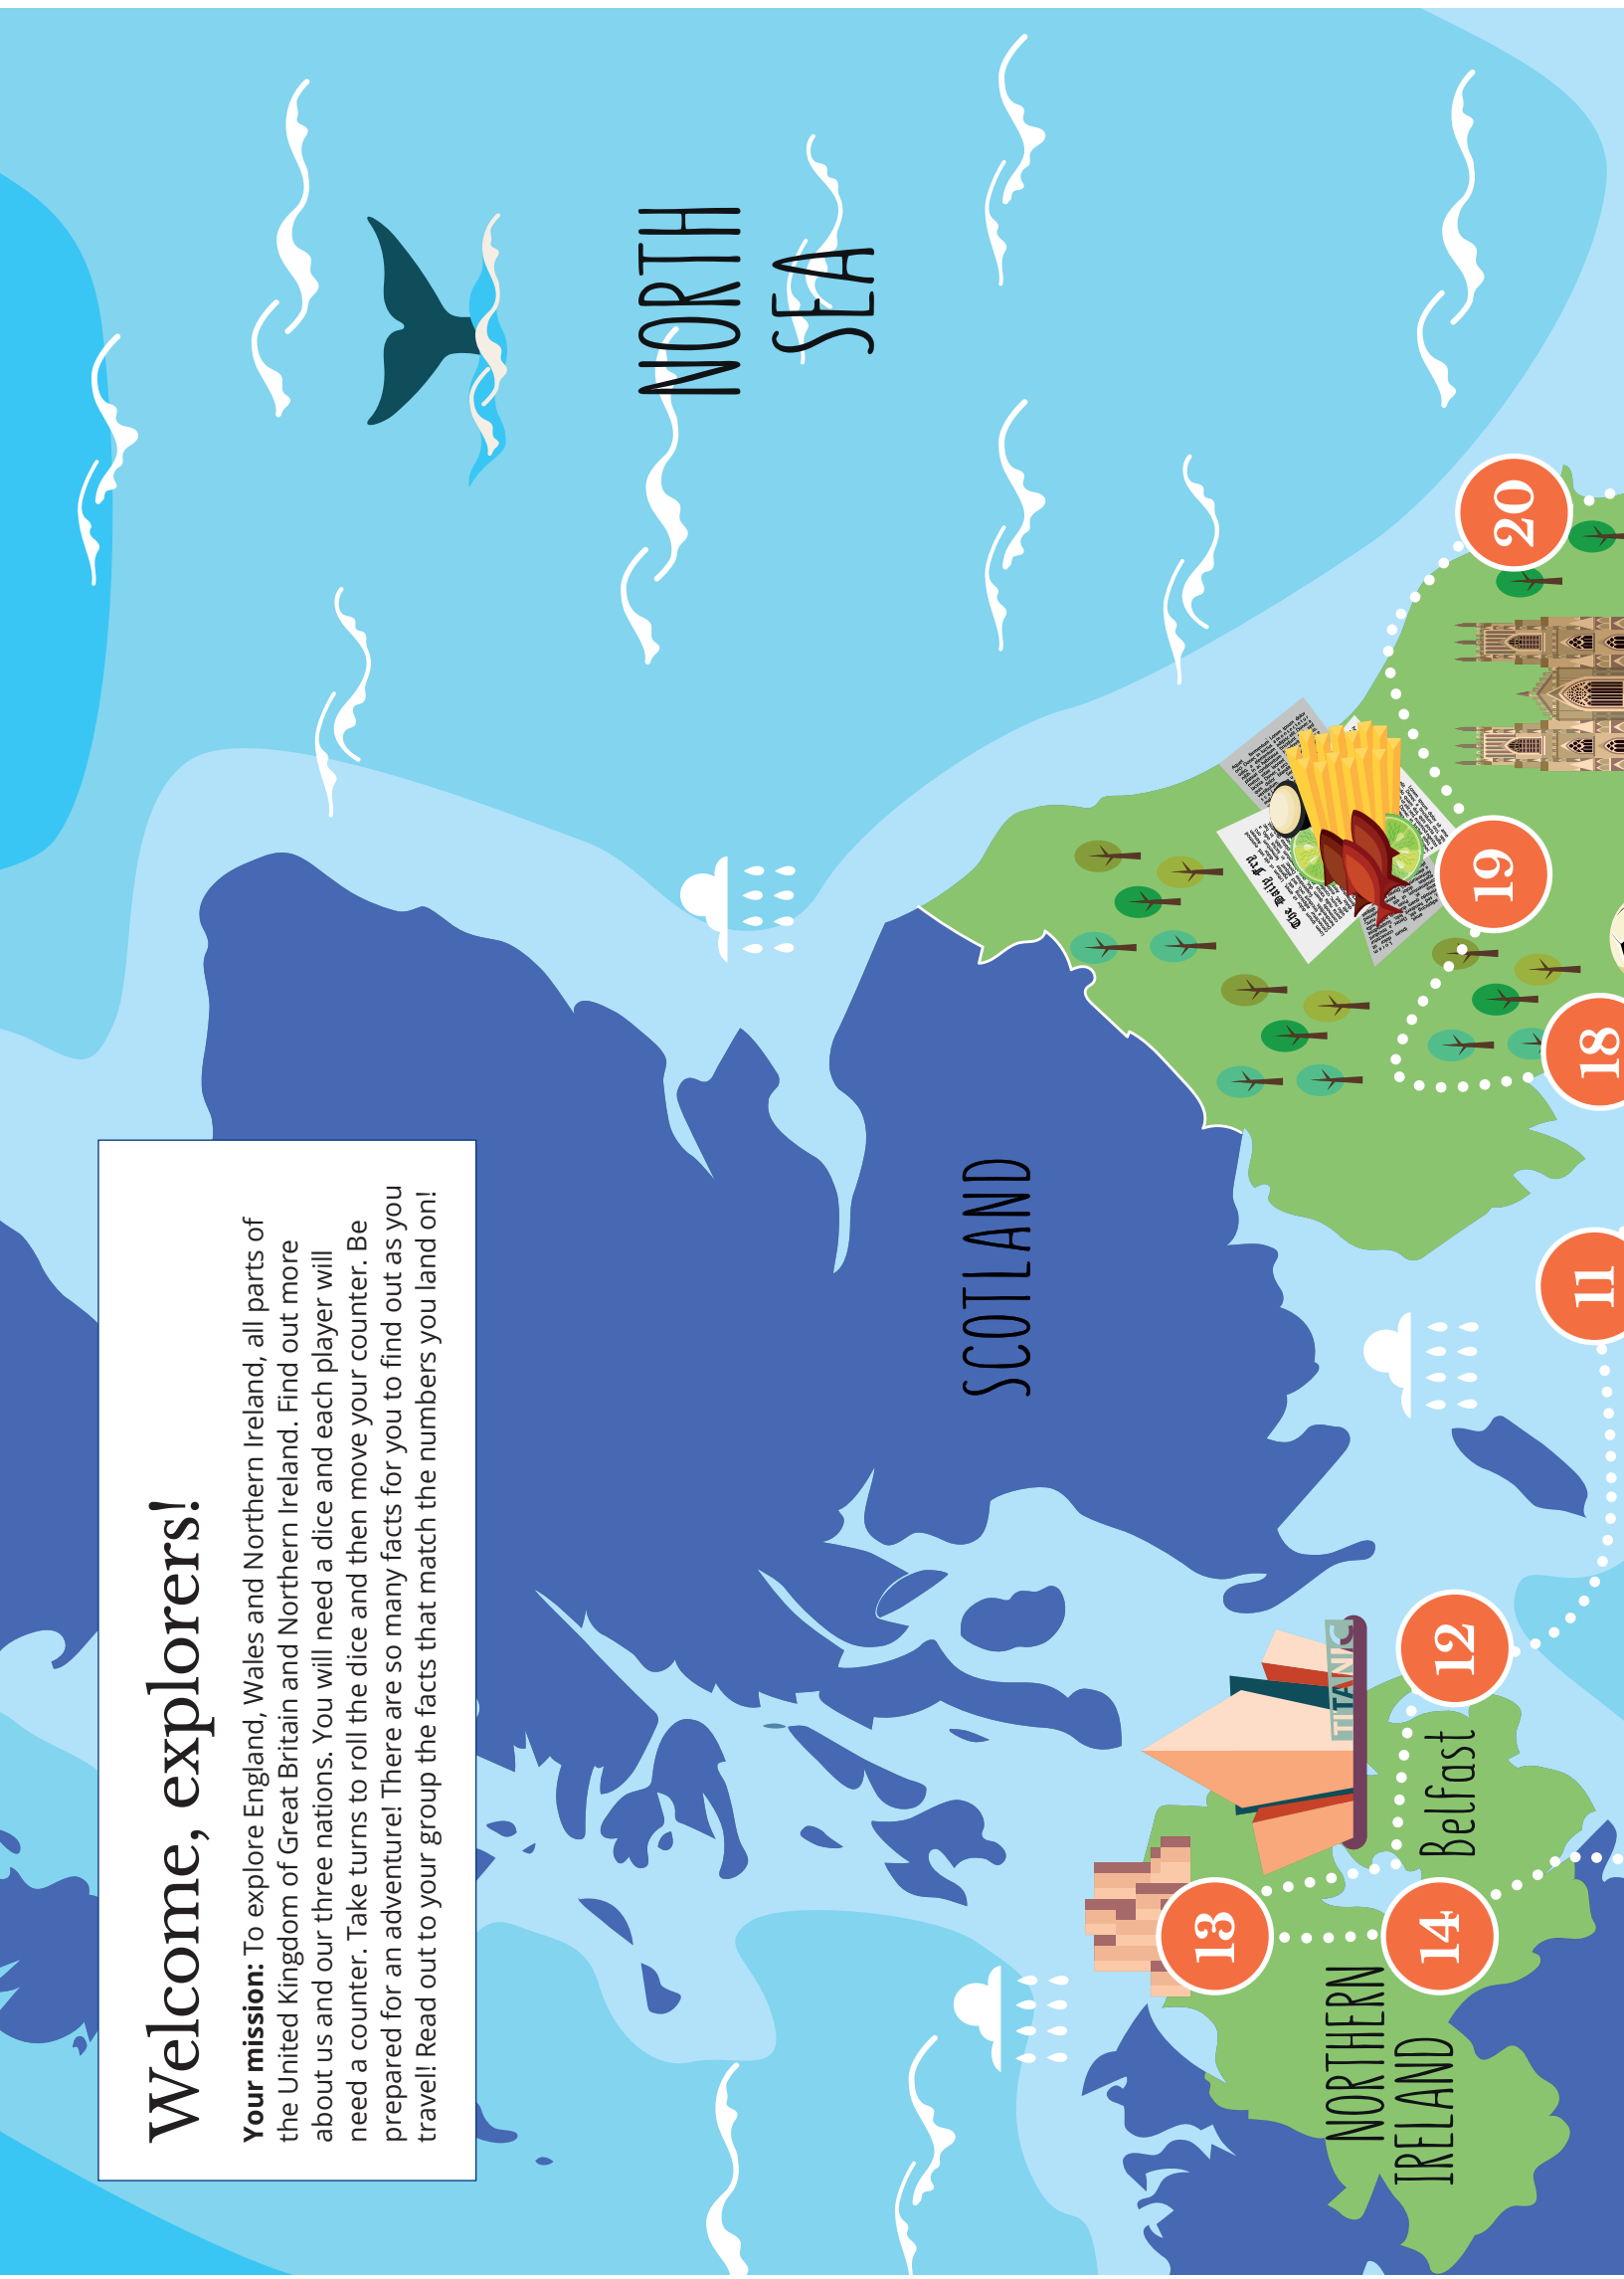 Welcome, explorers!
Your mission: To explore England, Wales and Northern Ireland, all parts of
the United Kingdom of Great Britain and Northern Ireland. Find out more
about us and our three nations. You will need a dice and each player will
need a counter. Take turns to roll the dice and then move your counter. Be
prepared for an adventure! There are so many facts for you to find out as you
travel! Read out to your group the facts that match the numbers you land on!
NORTH
SEA
SCOTLAND
The Daily Fry
20
19
18
11
12
TITANIC
Belfast
13
14
NORTHERN
IRELAND